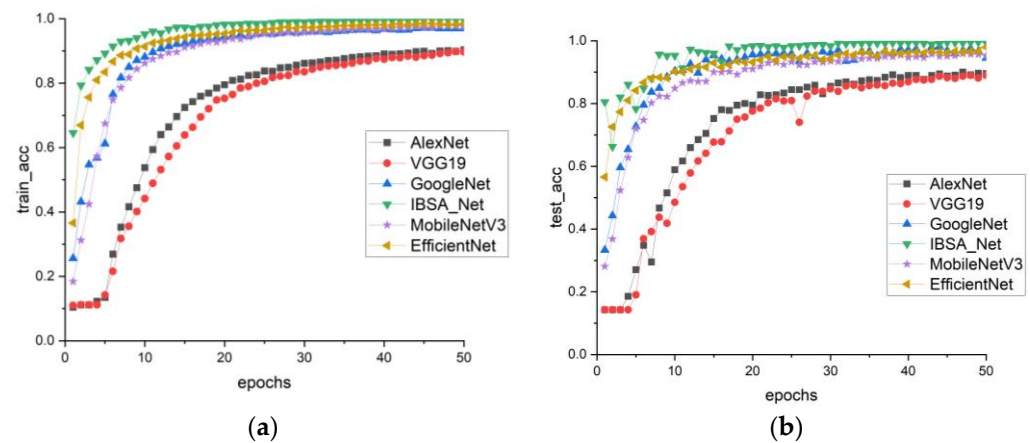 1.0
0.8
0.6
0.4
0.2
0.0
train_acc
0
10
20
30
40
50
epochs
AlexNet
VGG19
GoogleNet
IBSA_Net
MobileNetV3
EfficientNet
(a)
1.0
0.8
0.6
0.4
0.2
0.0
test_acc
0
10
20
30
40
50
epochs
AlexNet
VGG19
GoogleNet
IBSA_Net
MobileNetV3
EfficientNet
(b)